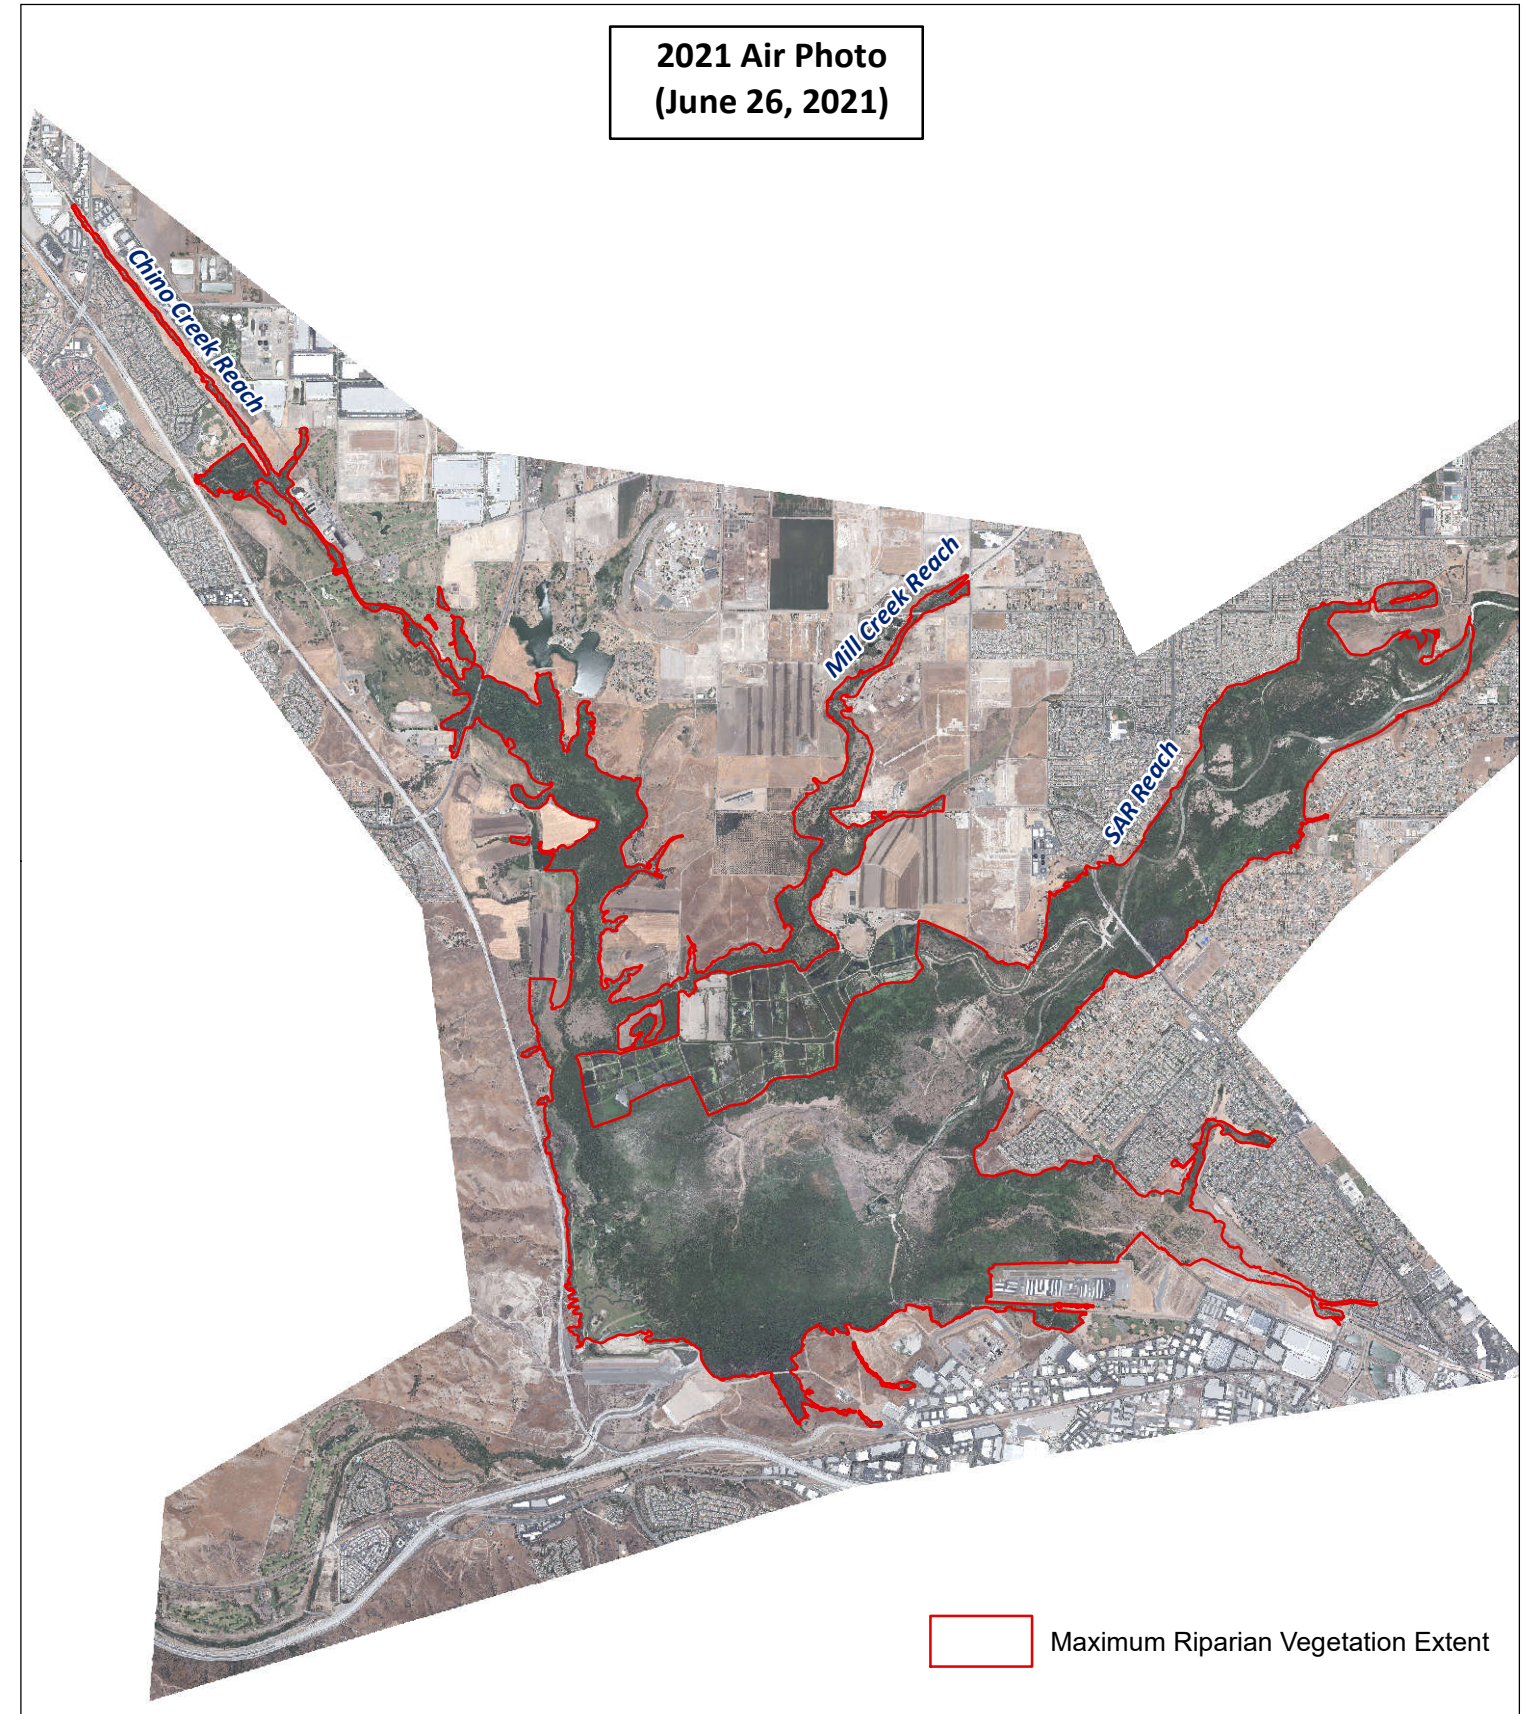 2021 Air Photo
(June 26, 2021)
Chino Creek Reach
Mill Creek Reach
SAR Reach
Maximum Riparian Vegetation Extent